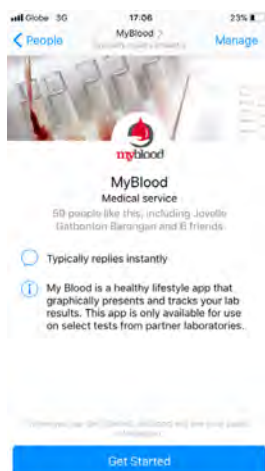 Globe 3G 17:06 23%
People MyBlood Manage
myblood
MyBlood
Medical service
59 people like this, including Jovelle
Gatbonton Barongan and 6 friends
Typically replies instantly
My Blood is a healthy lifestyle app that
graphically presents and tracks your lab
results. This app is only available for use
on select tests from partner laboratories.
Get Started